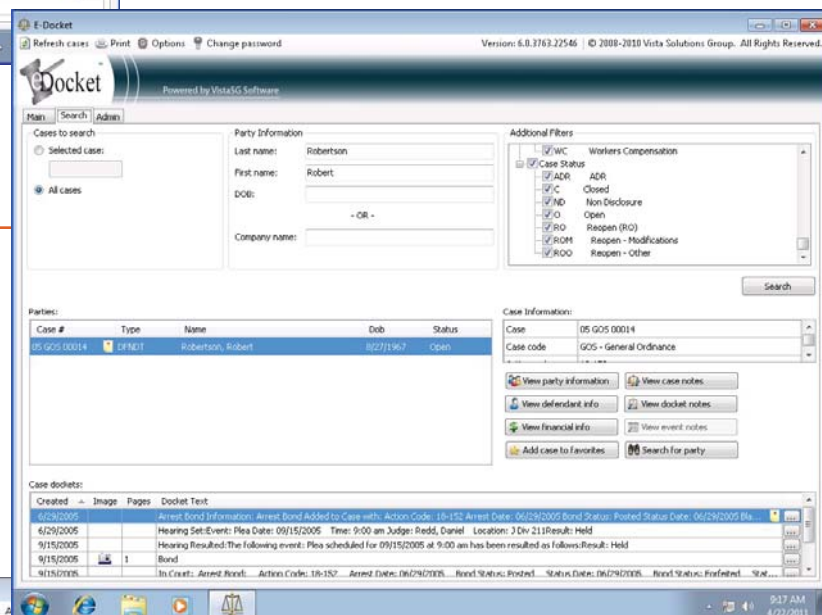 E-Docket
Refresh cases Print Options Change password Version: 6.0.3763.22546 © 2008-2010 Vista Solutions Group. All Rights Reserved.
eDocket Powered by VistaSG Software
Main Search Admin
Cases to search Party Information Additional Filters
Selected case: Last name: Robertson WC Workers Compensation
Case Status
First name: Robert ADR ADR
All cases DOB: C Closed
ND Non Disclosure
- OR - O Open
RO Reopen (RO)
Company name: ROM Reopen - Modifications
ROO Reopen - Other
Search
Parties: Case Information:
Case # Type Name Dob Status Case 05 GOS 00014
05 GOS 00014 DFNDT Robertson, Robert 8/27/1967 Open Case code GOS - General Ordinance
View party information View case notes
View defendant info View docket notes
View financial info View event notes
Add case to favorites Search for party
Case dockets:
Created Image Pages Docket Text
6/29/2005 Arrest Bond Information: Arrest Bond Added to Case with: Action Code: 18-152 Arrest Date: 06/29/2005 Bond Status: Posted Status Date: 06/29/2005 Bla... ...
6/29/2005 Hearing Set:Event: Plea Date: 09/15/2005 Time: 9:00 am Judge: Redd, Daniel Location: J Div 211Result: Held ...
9/15/2005 Hearing Resulted:The following event: Plea scheduled for 09/15/2005 at 9:00 am has been resulted as follows:Result: Held ...
9/15/2005 1 Bond ...
9/15/2005 In Court: Arrest Bond: Action Code: 18-152 Arrest Date: 06/29/2005 Bond Status: Posted Status Date: 06/29/2005 Bond Status: Forfeited Stat... ...
9:17 AM
4/22/2011